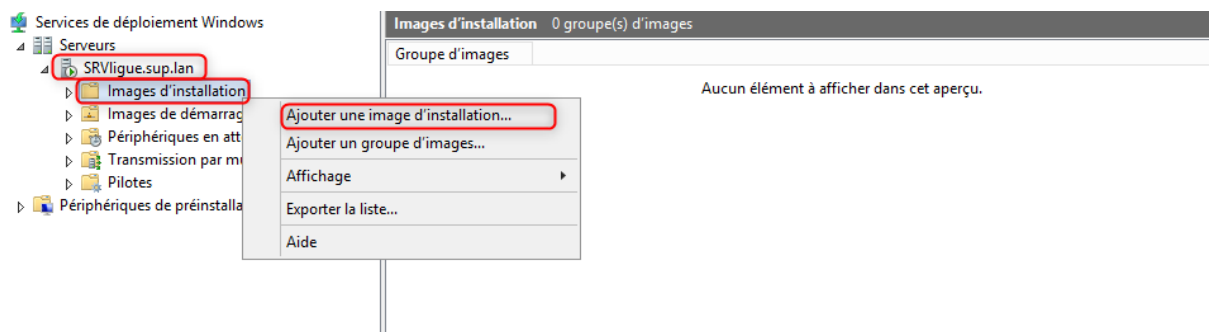 Services de déploiement Windows
Serveurs
SRVligue.sup.lan
Images d'installation
Images de démarrag
Périphériques en att
Transmission par mu
Pilotes
Périphériques de préinstalla
Ajouter une image d'installation...
Ajouter un groupe d'images...
Affichage
Exporter la liste...
Aide
Images d'installation 0 groupe(s) d'images
Groupe d'images
Aucun élément à afficher dans cet aperçu.